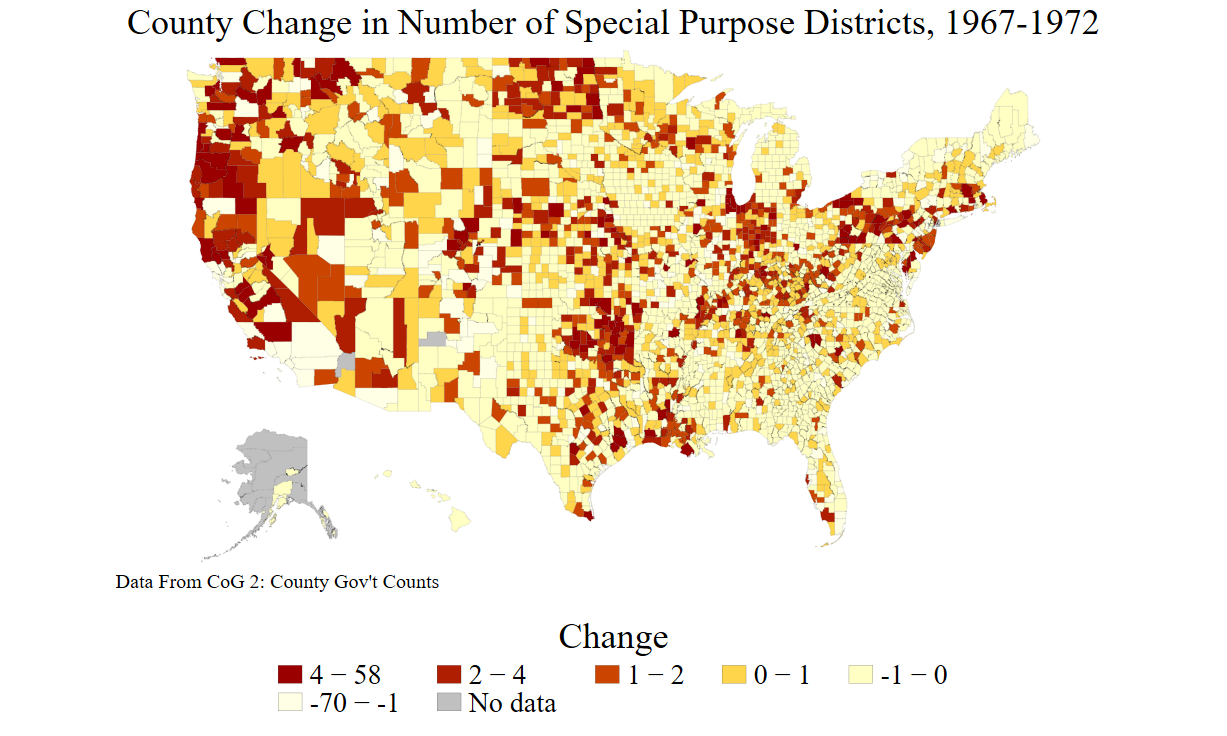 County Change in Number of Special Purpose Districts, 1967-1972
Data From CoG 2: County Gov't Counts
Change
4 − 58 2 − 4 1 − 2 0 − 1 -1 − 0
-70 − -1 No data